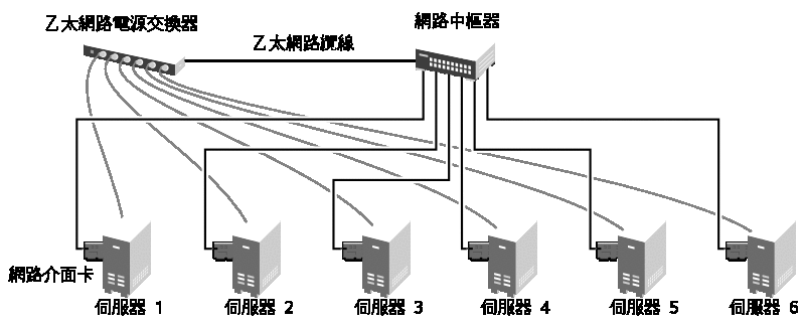 乙太網路電源交換器
網路中樞器
乙太網路纜線
網路介面卡
伺服器 1
伺服器 2
伺服器 3
伺服器 4
伺服器 5
伺服器 6